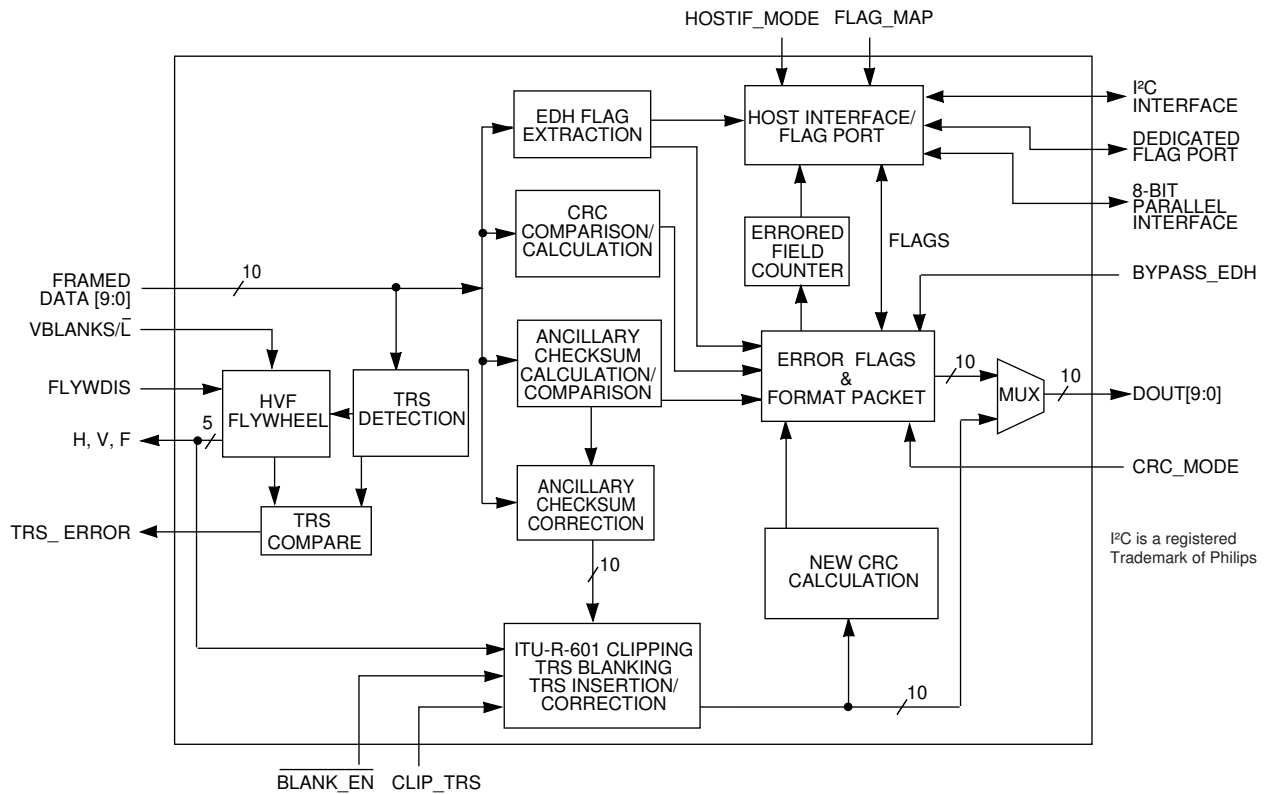 HOSTIF_MODE
FLAG_MAP
EDH FLAG
EXTRACTION
HOST INTERFACE/
FLAG PORT
I²C
INTERFACE
DEDICATED
FLAG PORT
8-BIT
PARALLEL
INTERFACE
CRC
COMPARISON/
CALCULATION
ERRORED
FIELD
COUNTER
FLAGS
FRAMED
DATA [9:0]
10
BYPASS_EDH
VBLANKS/L̅
ANCILLARY
CHECKSUM
CALCULATION/
COMPARISON
ERROR FLAGS
&
FORMAT PACKET
10
MUX
10
DOUT[9:0]
FLYWDIS
HVF
FLYWHEEL
TRS
DETECTION
H, V, F
5
CRC_MODE
ANCILLARY
CHECKSUM
CORRECTION
TRS_ ERROR
TRS
COMPARE
I²C is a registered
Trademark of Philips
10
NEW CRC
CALCULATION
ITU-R-601 CLIPPING
TRS BLANKING
TRS INSERTION/
CORRECTION
10
B̅L̅A̅N̅K̅_̅E̅N̅
CLIP_TRS